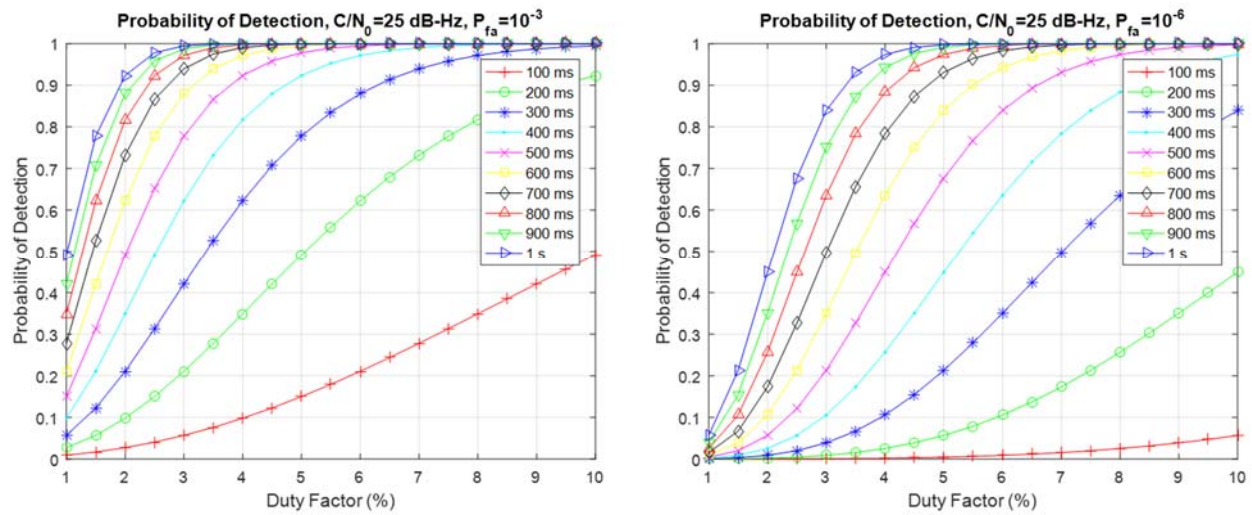 Probability of Detection, C/N0=25 dB-Hz, Pfa=10-3
1
0.9
0.8
0.7
0.6
0.5
0.4
0.3
0.2
0.1
0
Probability of Detection
1 2 3 4 5 6 7 8 9 10
Duty Factor (%)
100 ms
200 ms
300 ms
400 ms
500 ms
600 ms
700 ms
800 ms
900 ms
1 s
Probability of Detection, C/N0=25 dB-Hz, Pfa=10-6
1
0.9
0.8
0.7
0.6
0.5
0.4
0.3
0.2
0.1
0
Probability of Detection
1 2 3 4 5 6 7 8 9 10
Duty Factor (%)
100 ms
200 ms
300 ms
400 ms
500 ms
600 ms
700 ms
800 ms
900 ms
1 s